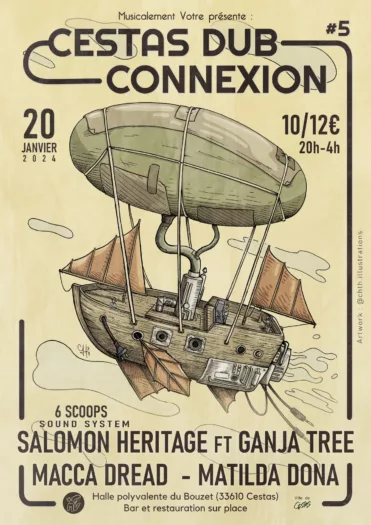 Musicalement Votre présente :
CESTAS DUB
CONNEXION
#5
20
JANVIER
2024
10/12€
20h-4h
Artwork : @chth.illustrations
6 SCOOPS
SOUND SYSTEM
SALOMON HERITAGE FT GANJA TREE
MACCA DREAD - MATILDA DONA
Halle polyvalente du Bouzet (33610 Cestas)
Bar et restauration sur place